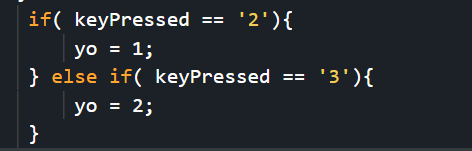 if( keyPressed == '2'){
yo = 1;
} else if( keyPressed == '3'){
yo = 2;
}